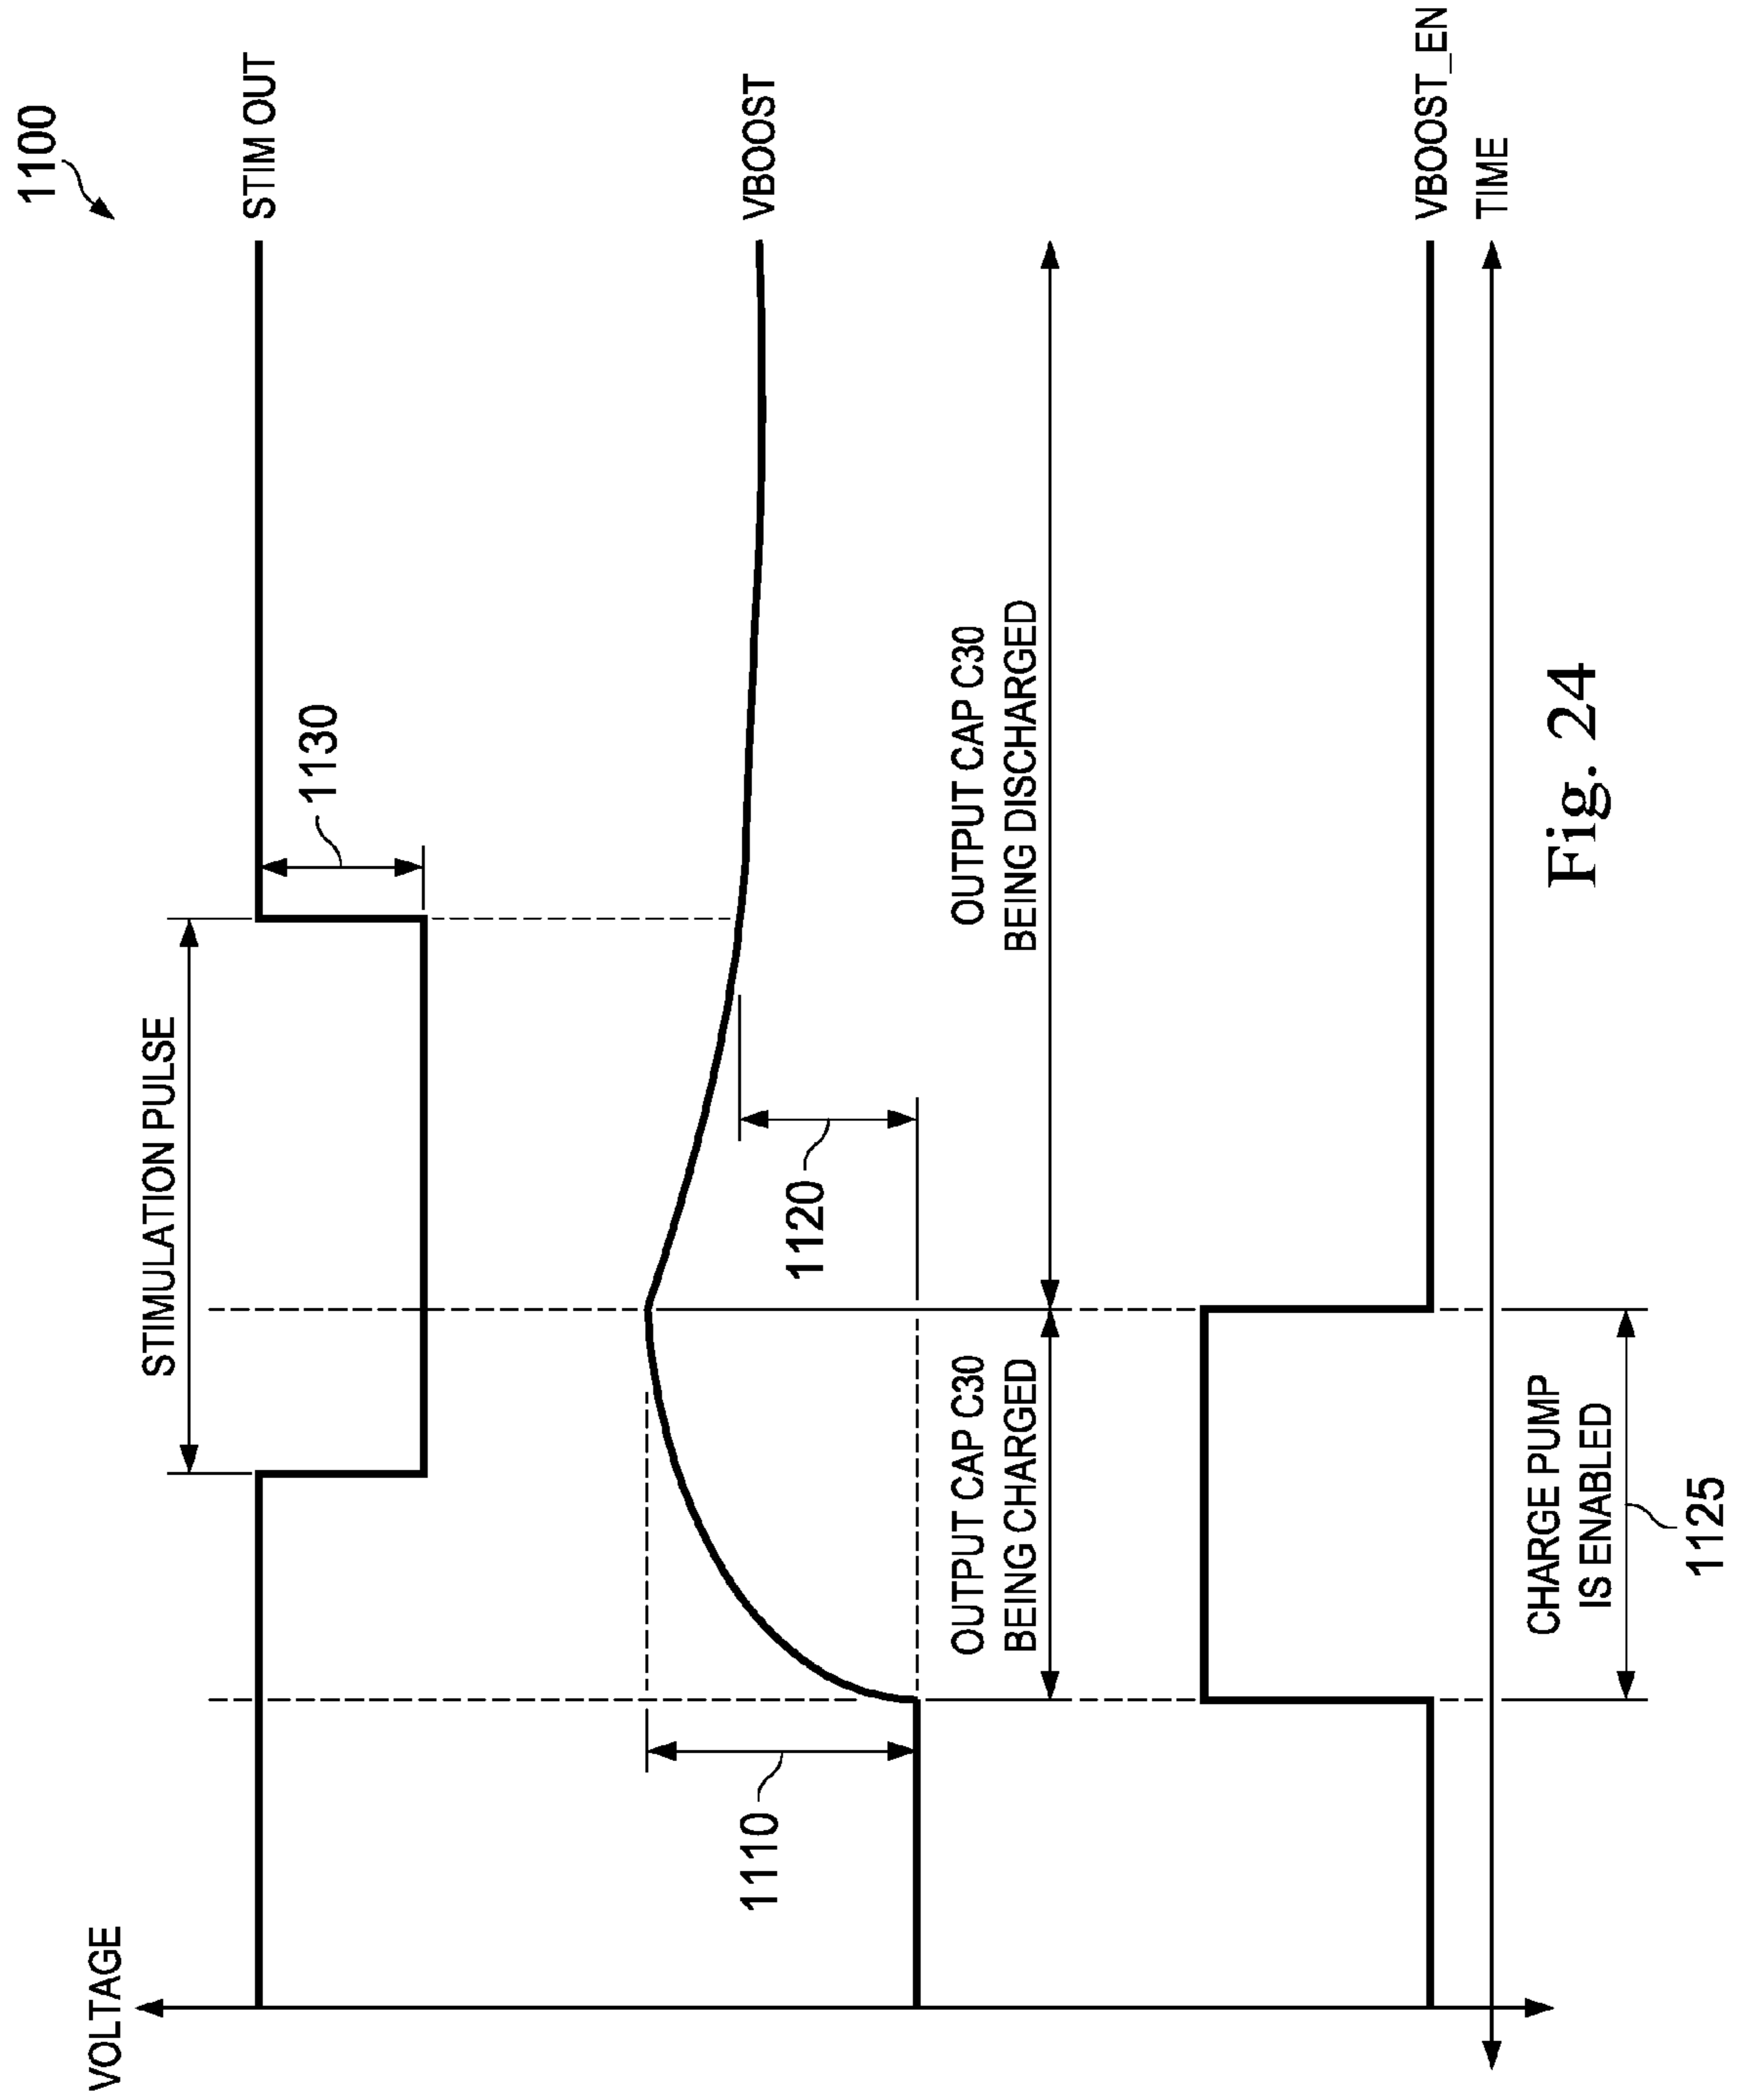 1100
VOLTAGE
STIMULATION PULSE
STIM OUT
1130
1110
1120
VBOOST
OUTPUT CAP C30
BEING CHARGED
OUTPUT CAP C30
BEING DISCHARGED
VBOOST_EN
TIME
CHARGE PUMP
IS ENABLED
1125
Fig. 24